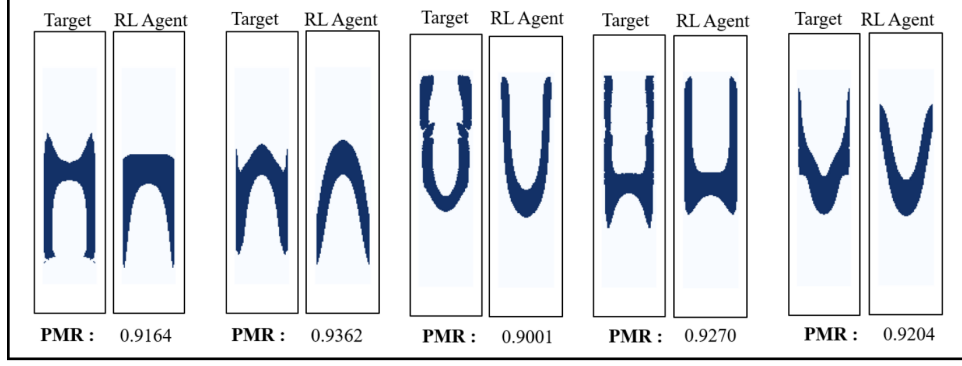 Target RL Agent Target RL Agent Target RL Agent Target RL Agent Target RL Agent
PMR : 0.9164 PMR : 0.9362 PMR : 0.9001 PMR : 0.9270 PMR : 0.9204